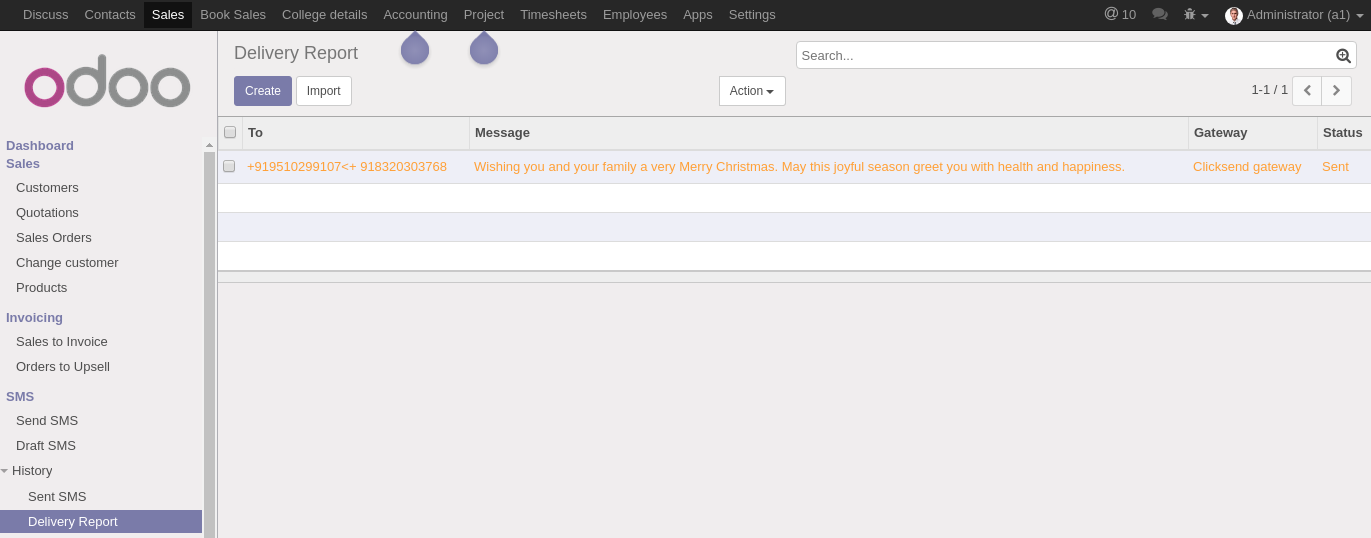 Discuss Contacts Sales Book Sales College details Accounting Project Timesheets Employees Apps Settings @ 10 Administrator (a1)
odoo
Delivery Report
Search...
Create Import Action 1-1 / 1
Dashboard
Sales
Customers
Quotations
Sales Orders
Change customer
Products
Invoicing
Sales to Invoice
Orders to Upsell
SMS
Send SMS
Draft SMS
History
Sent SMS
Delivery Report
To Message Gateway Status
+919510299107<+ 918320303768 Wishing you and your family a very Merry Christmas. May this joyful season greet you with health and happiness. Clicksend gateway Sent